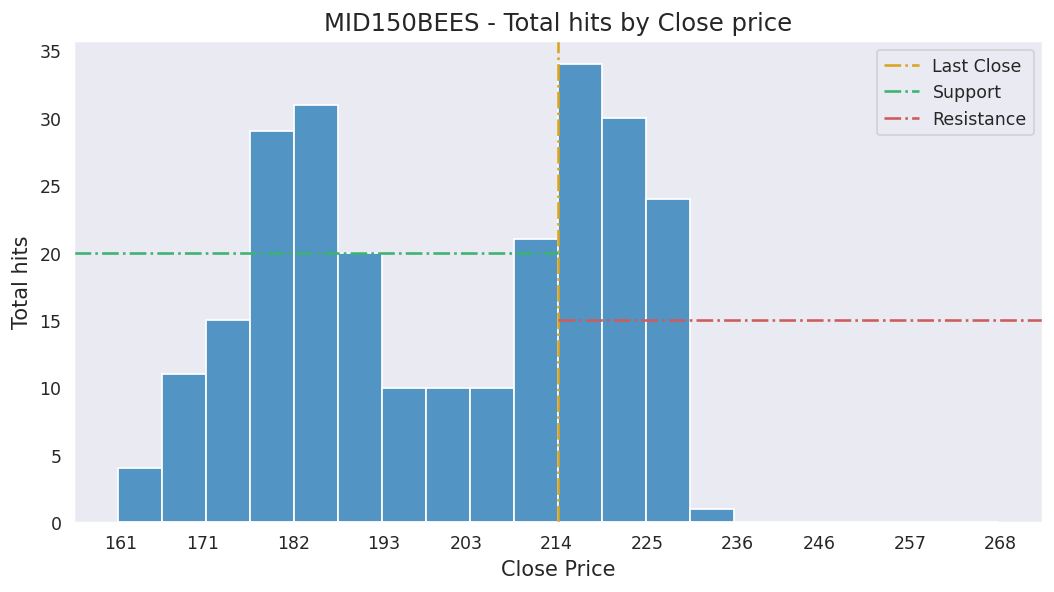 MID150BEES - Total hits by Close price
Last Close
Support
Resistance
Total hits
35
30
25
20
15
10
5
0
161 171 182 193 203 214 225 236 246 257 268
Close Price